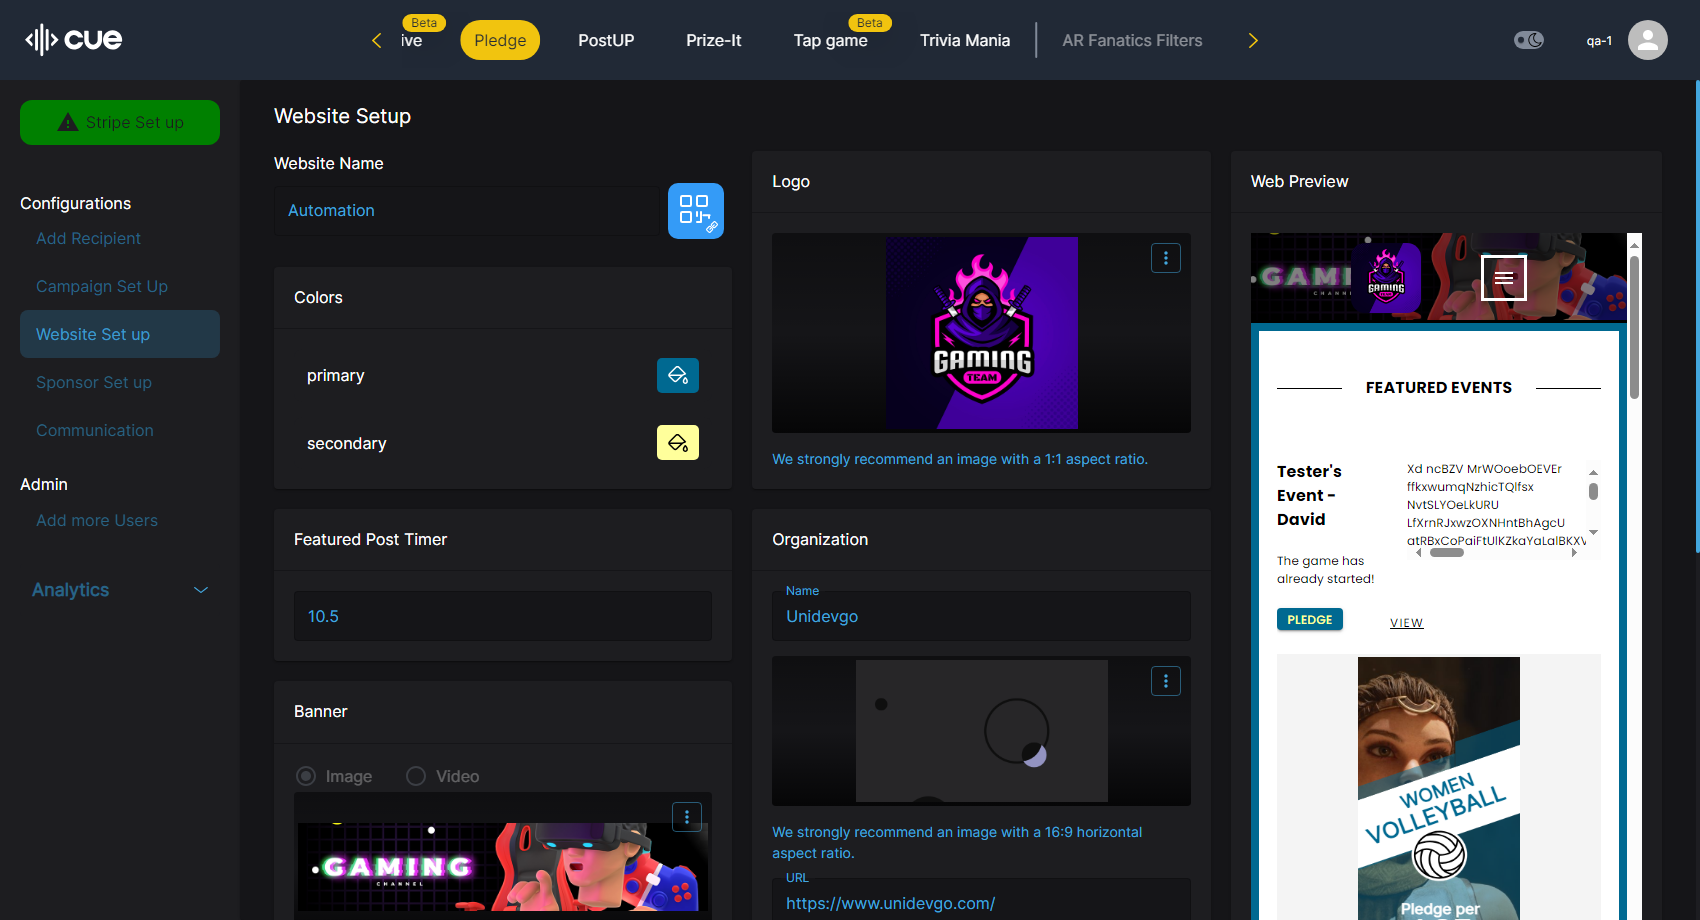 cue
Beta
ive
Pledge
PostUP
Prize-It
Beta
Tap game
Trivia Mania
AR Fanatics Filters
qa-1
Stripe Set up
Configurations
Add Recipient
Campaign Set Up
Website Set up
Sponsor Set up
Communication
Admin
Add more Users
Analytics
Website Setup
Website Name
Automation
Colors
primary
secondary
Featured Post Timer
10.5
Banner
Image
Video
GAMING
CHANNEL
Logo
GAMING
TEAM
We strongly recommend an image with a 1:1 aspect ratio.
Organization
Name
Unidevgo
We strongly recommend an image with a 16:9 horizontal
aspect ratio.
URL
https://www.unidevgo.com/
Web Preview
GAMI
CHANN
GAMING
TEAM
FEATURED EVENTS
Tester's
Event -
David
Xd ncBZV MrWOoebOEVEr
ffkxwumqNzhicTQlfsx
NvtSLYOeLkURU
LfXrnRJxwzOXNHntBhAgcU
The game has
already started!
PLEDGE
VIEW
WOMEN
VOLLEYBALL
Pledge per